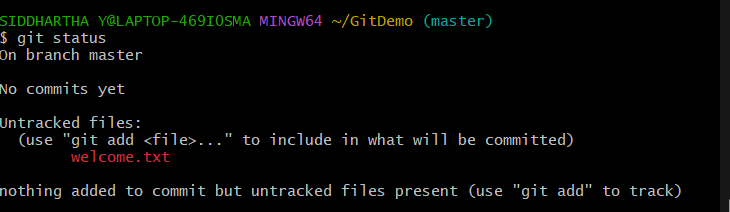 SIDDHARTHA Y@LAPTOP-469IOSMA MINGW64 ~/GitDemo (master)
$ git status
On branch master
No commits yet
Untracked files:
(use "git add <file>..." to include in what will be committed)
welcome.txt
nothing added to commit but untracked files present (use "git add" to track)